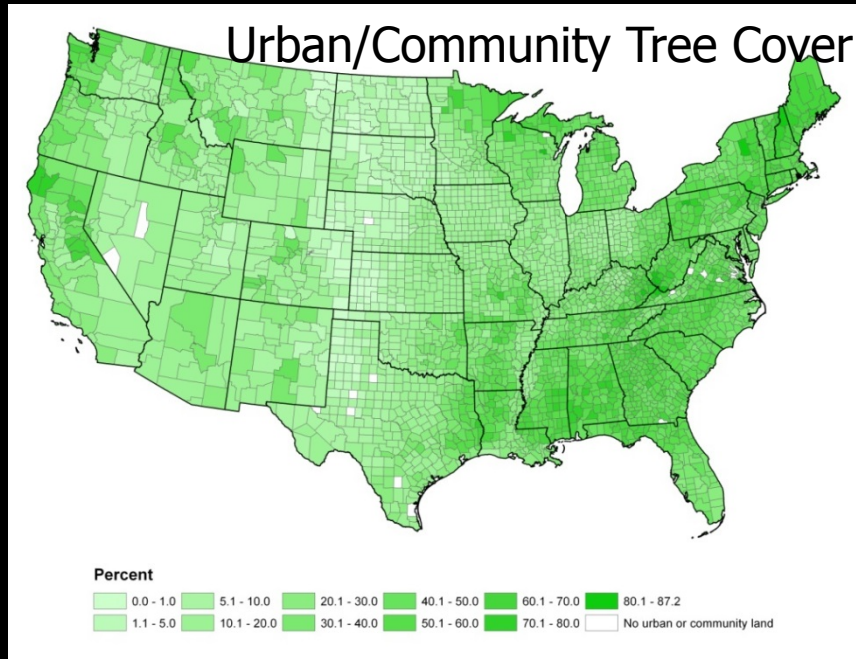 Urban/Community Tree Cover
Percent
0.0 - 1.0 5.1 - 10.0 20.1 - 30.0 40.1 - 50.0 60.1 - 70.0 80.1 - 87.2
1.1 - 5.0 10.1 - 20.0 30.1 - 40.0 50.1 - 60.0 70.1 - 80.0 No urban or community land